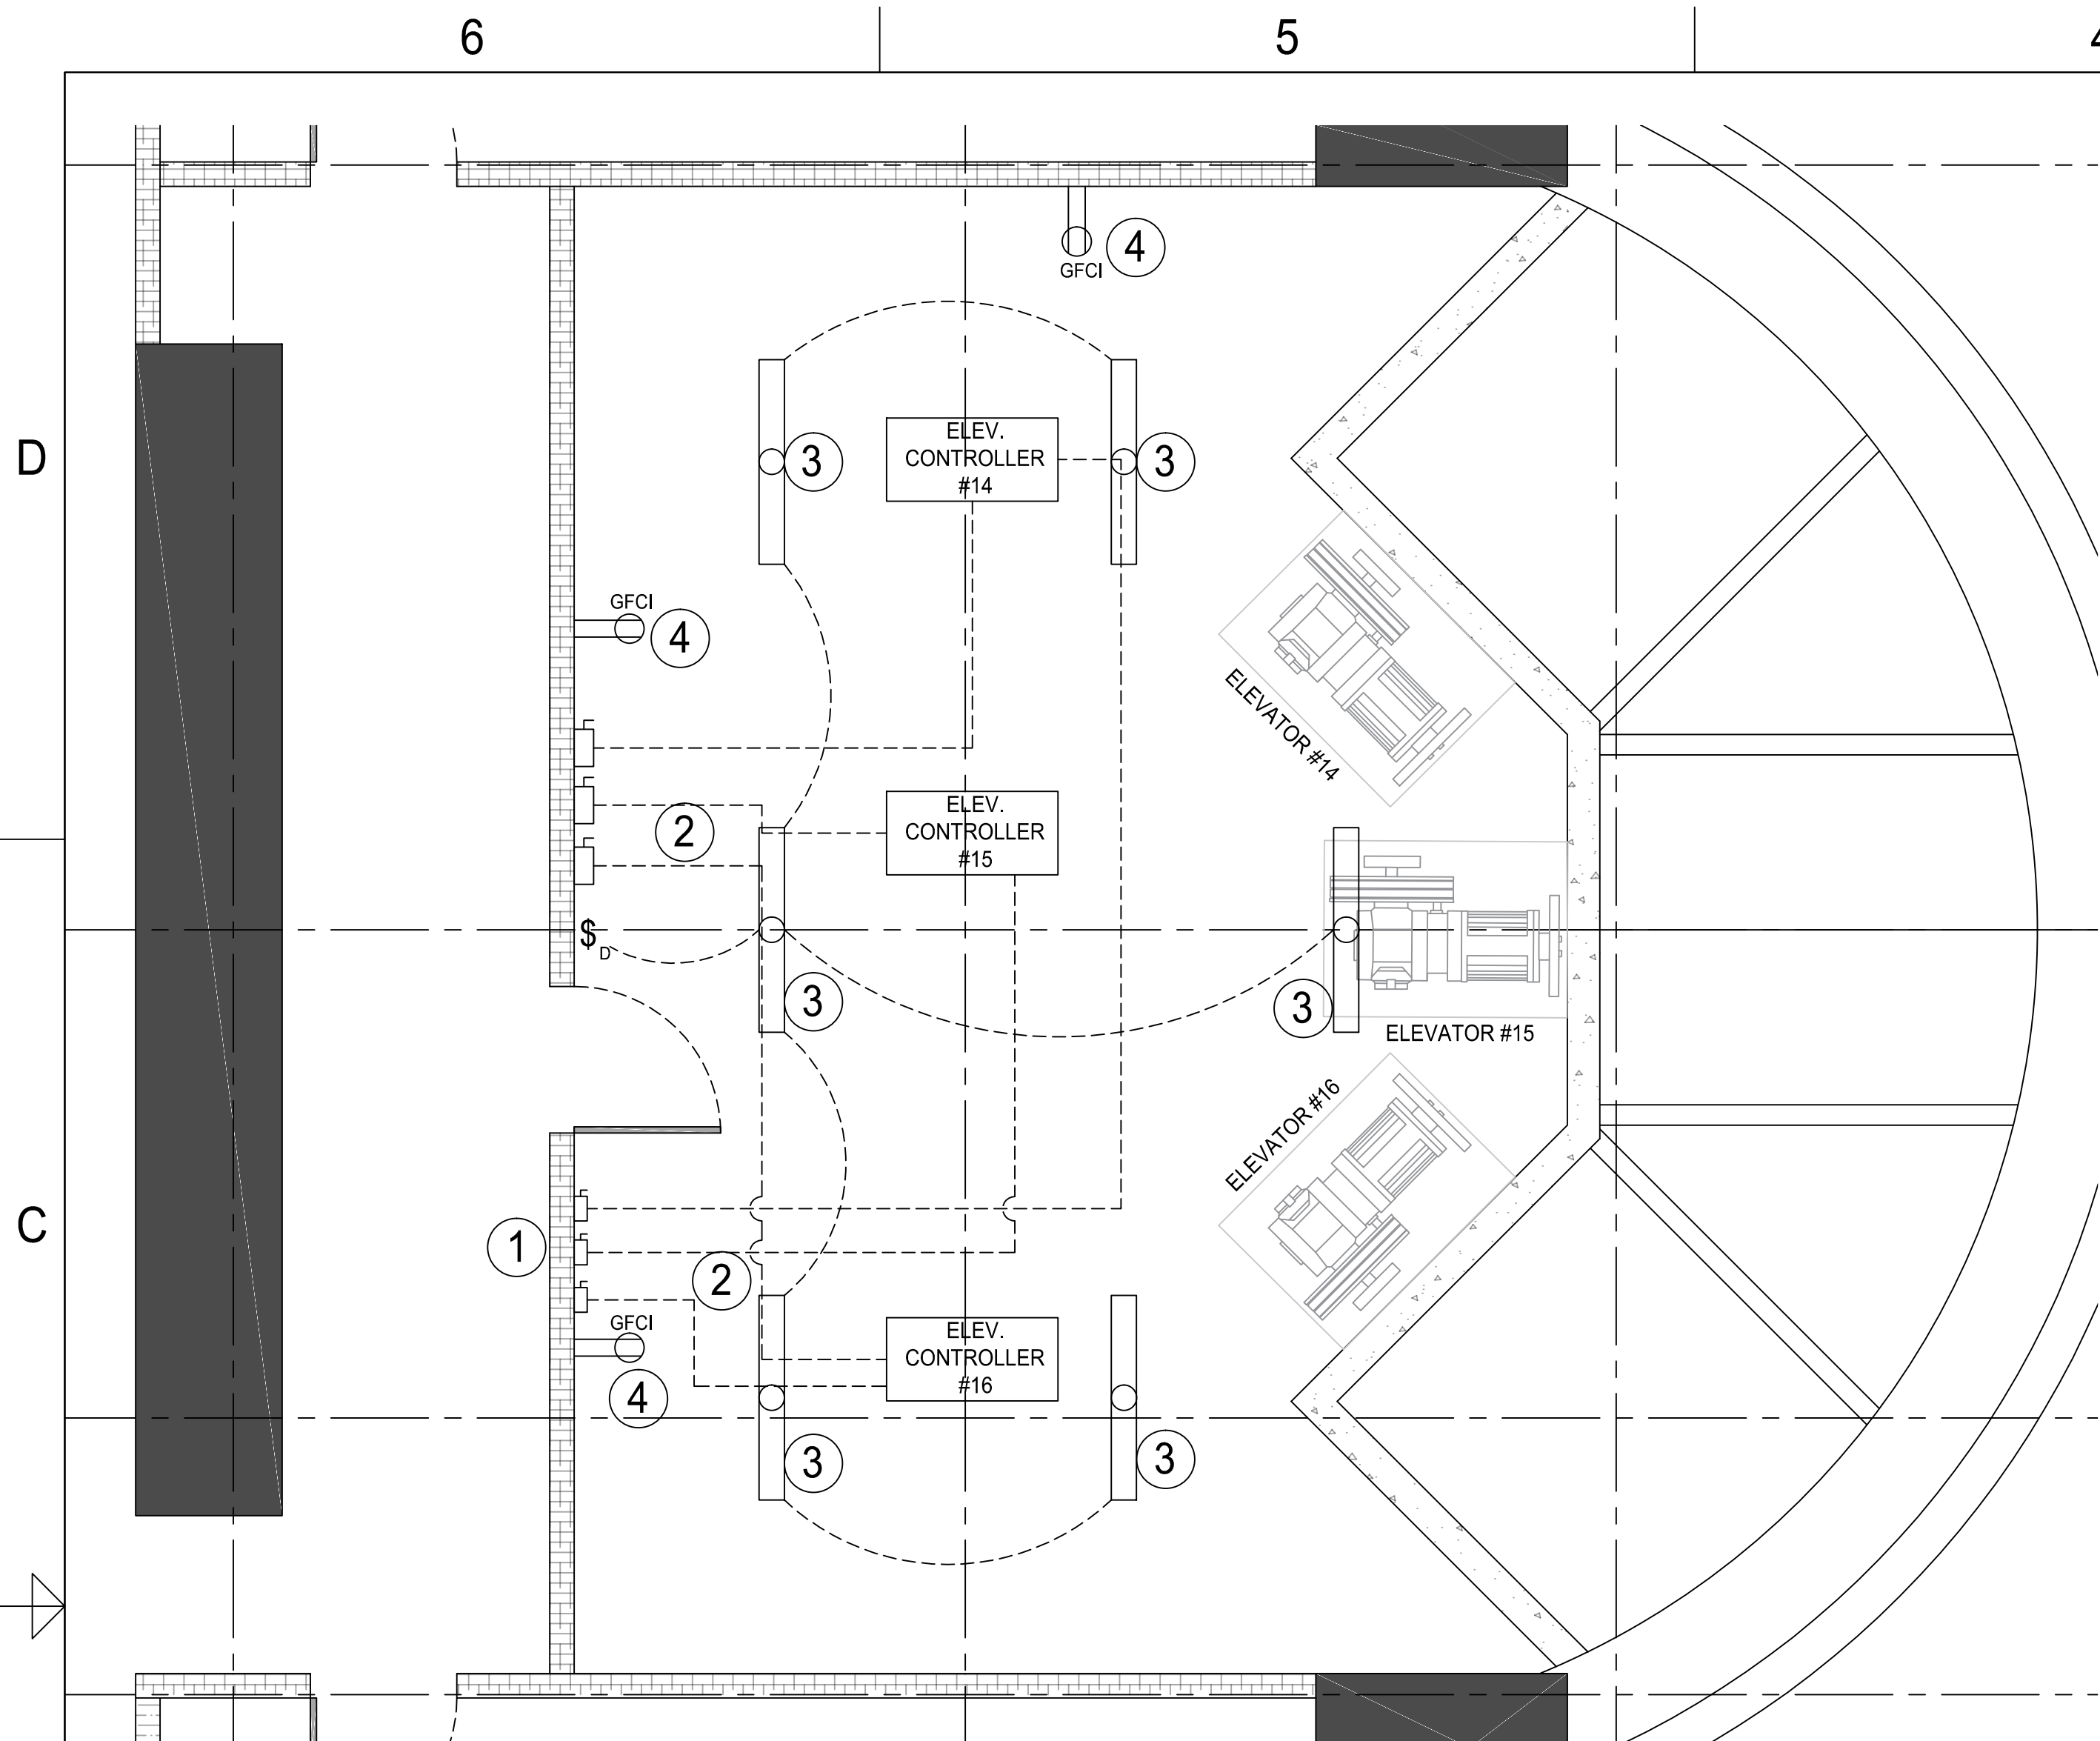 6
5
4
GFCI
4
D
3
ELEV.
CONTROLLER
#14
3
GFCI
4
ELEVATOR #14
2
ELEV.
CONTROLLER
#15
$
D
3
3
ELEVATOR #15
ELEVATOR #16
C
1
2
GFCI
4
ELEV.
CONTROLLER
#16
3
3